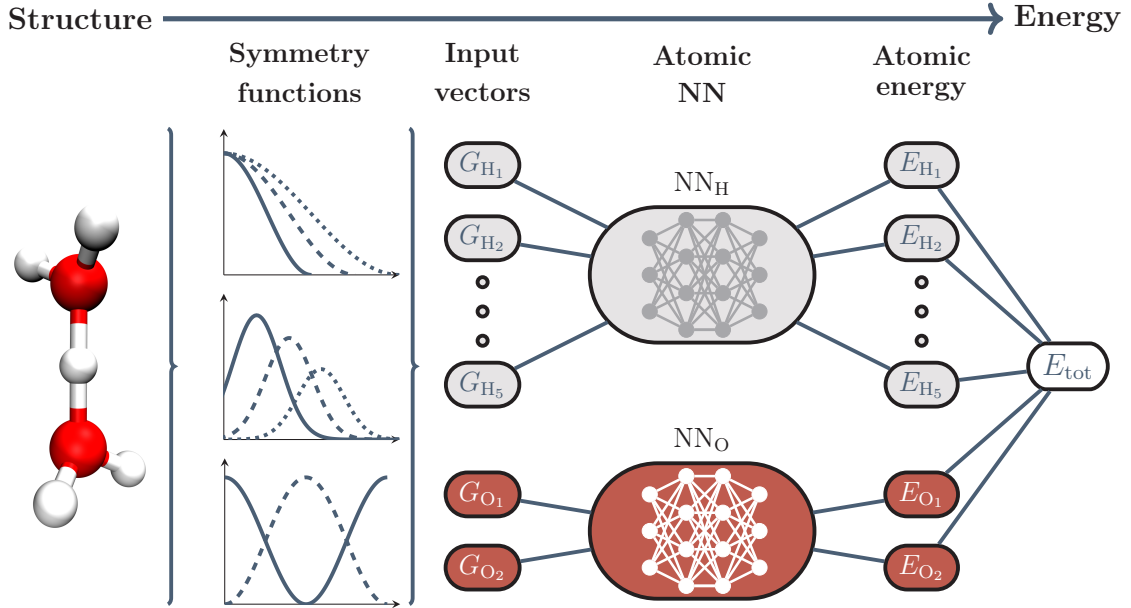 Structure
Energy
Symmetry
functions
Input
vectors
Atomic
NN
Atomic
energy
G_H₁
G_H₂
G_H₅
NN_H
E_H₁
E_H₂
E_H₅
E_tot
G_O₁
G_O₂
NN_O
E_O₁
E_O₂